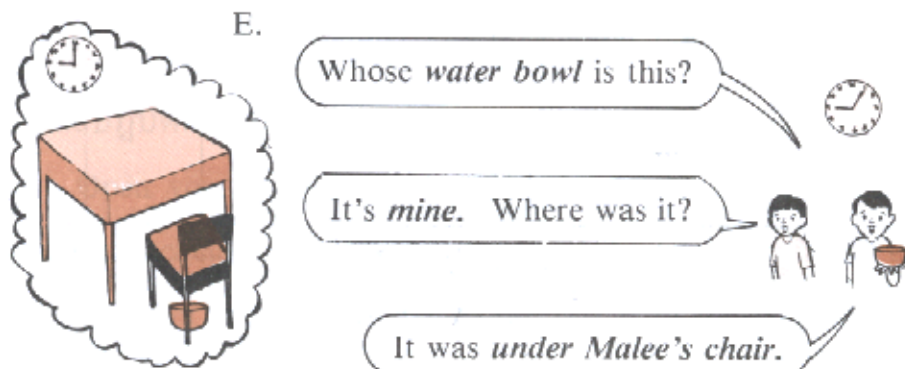 E.
Whose water bowl is this?
It's mine. Where was it?
It was under Malee's chair.